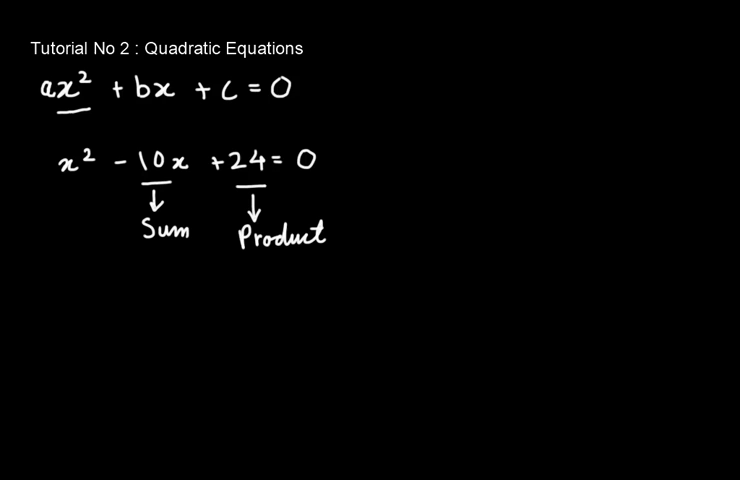 Tutorial No 2 : Quadratic Equations
ax² + bx + c = 0
x² - 10x + 24 = 0
↓ ↓
Sum Product